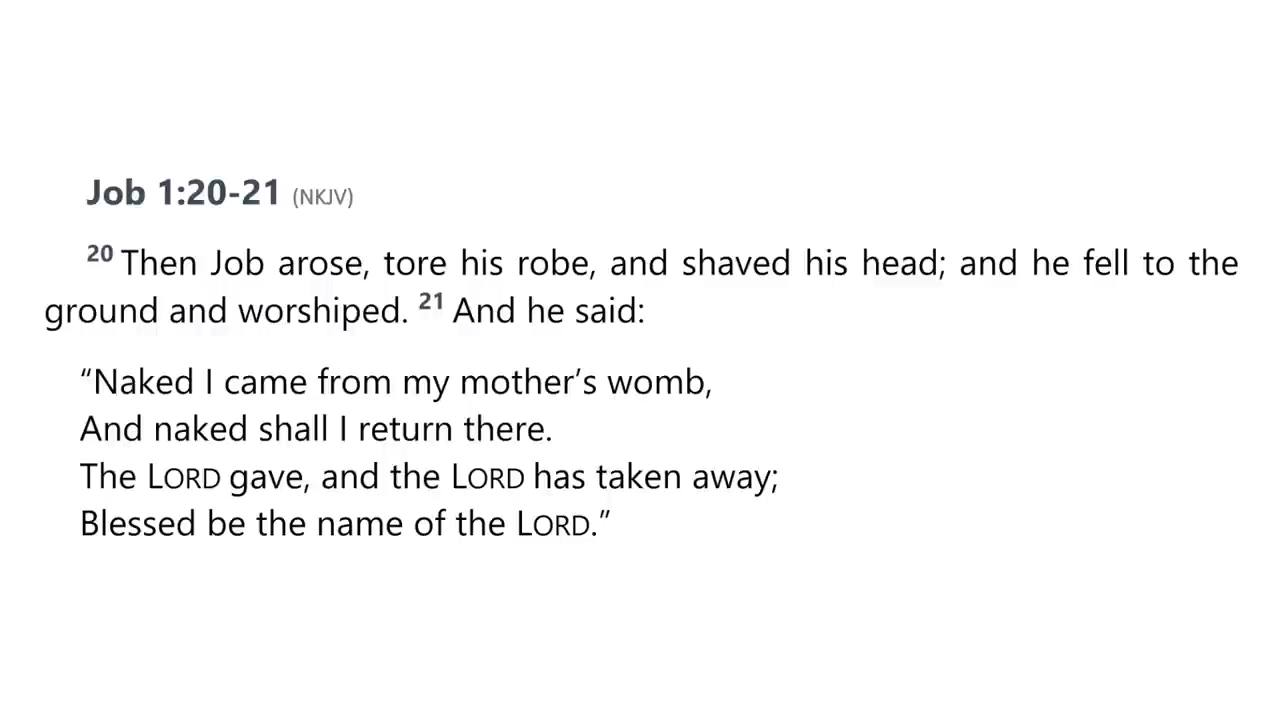 Job 1:20-21 (NKJV)
20 Then Job arose, tore his robe, and shaved his head; and he fell to the
ground and worshiped. 21 And he said:
“Naked I came from my mother’s womb,
And naked shall I return there.
The LORD gave, and the LORD has taken away;
Blessed be the name of the LORD.”